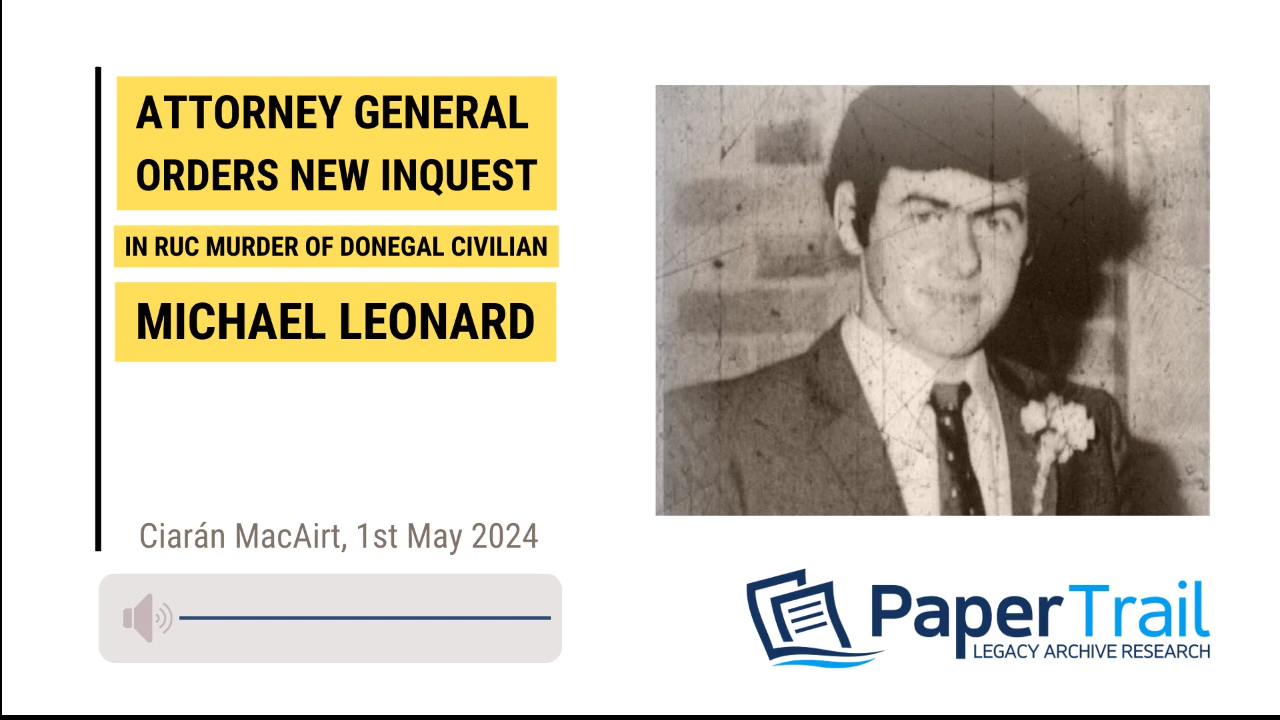 ATTORNEY GENERAL
ORDERS NEW INQUEST
IN RUC MURDER OF DONEGAL CIVILIAN
MICHAEL LEONARD
Ciarán MacAirt, 1st May 2024
PaperTrail
LEGACY ARCHIVE RESEARCH